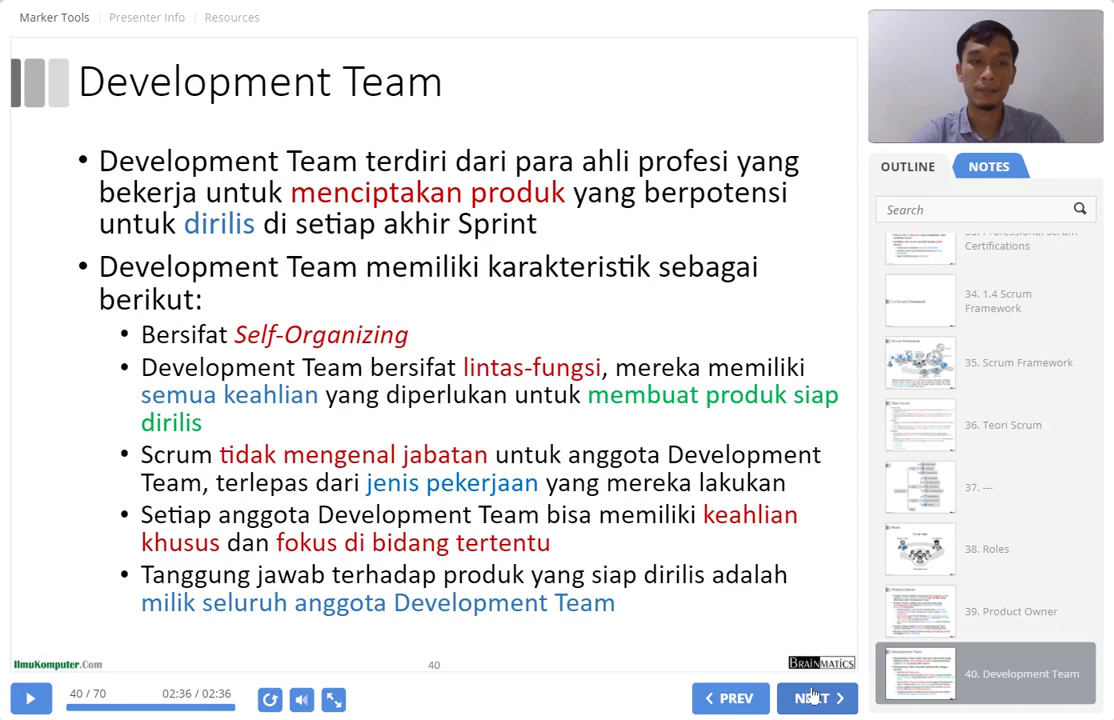 Marker Tools
Presenter Info
Resources
Development Team
• Development Team terdiri dari para ahli profesi yang
bekerja untuk menciptakan produk yang berpotensi
untuk dirilis di setiap akhir Sprint
• Development Team memiliki karakteristik sebagai
berikut:
• Bersifat Self-Organizing
• Development Team bersifat lintas-fungsi, mereka memiliki
semua keahlian yang diperlukan untuk membuat produk siap
dirilis
• Scrum tidak mengenal jabatan untuk anggota Development
Team, terlepas dari jenis pekerjaan yang mereka lakukan
• Setiap anggota Development Team bisa memiliki keahlian
khusus dan fokus di bidang tertentu
• Tanggung jawab terhadap produk yang siap dirilis adalah
milik seluruh anggota Development Team
IlmuKomputer.Com
40
BRAINMATICS
40 / 70
02:36 / 02:36
PREV
NEXT
OUTLINE
NOTES
Search
Certifications
34. 1.4 Scrum
Framework
35. Scrum Framework
36. Teori Scrum
37. ---
38. Roles
39. Product Owner
40. Development Team